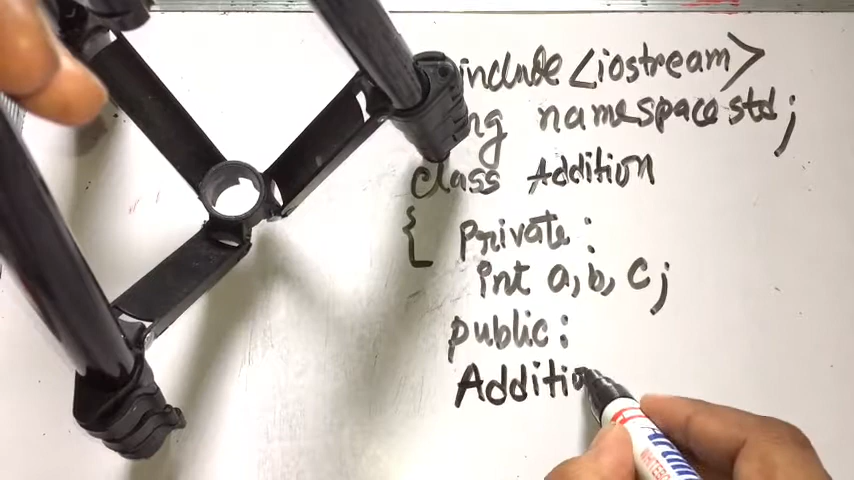 include <iostream>
ng namespace std;
class Addition
{ private:
int a, b, c;
public:
Additio